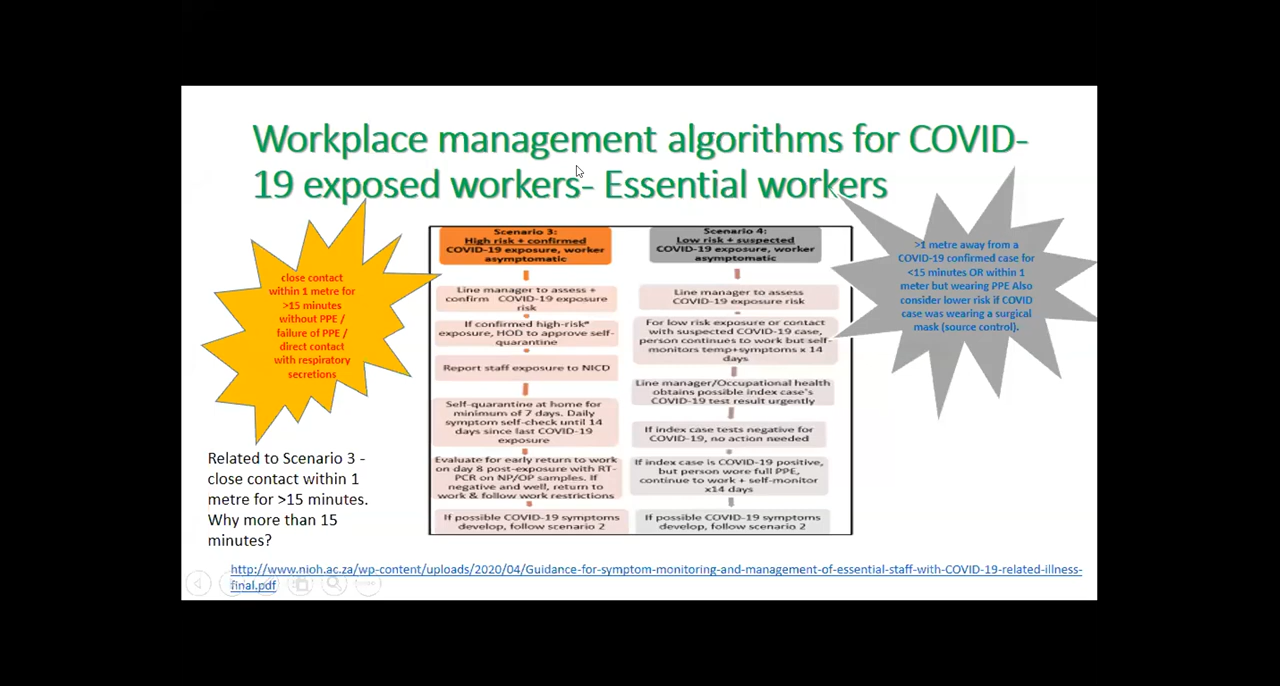 Workplace management algorithms for COVID-
19 exposed workers- Essential workers
close contact
within 1 metre for
>15 minutes
without PPE /
failure of PPE /
direct contact
with respiratory
secretions
Related to Scenario 3 -
close contact within 1
metre for >15 minutes.
Why more than 15
minutes?
Scenario 3:
High risk + confirmed
COVID-19 exposure, worker
asymptomatic
Line manager to assess +
confirm COVID-19 exposure
risk
If confirmed high-risk*
exposure, HOD to approve self-
quarantine
Report staff exposure to NICD
Self-quarantine at home for
minimum of 7 days. Daily
symptom self-check until 14
days since last COVID-19
exposure
Evaluate for early return to work
on day 8 post-exposure with RT-
PCR on NP/OP samples. If
negative and well, return to
work & follow work restrictions
If possible COVID-19 symptoms
develop, follow scenario 2
Scenario 4:
Low risk + suspected
COVID-19 exposure, worker
asymptomatic
Line manager to assess
COVID-19 exposure risk
For low risk exposure or contact
with suspected COVID-19 case,
person continues to work but self-
monitors temp+symptoms x 14
days
Line manager/Occupational health
obtains possible index case's
COVID-19 test result urgently
If index case tests negative for
COVID-19, no action needed
If index case is COVID-19 positive,
but person wore full PPE,
continue to work + self-monitor
x14 days
If possible COVID-19 symptoms
develop, follow scenario 2
>1 metre away from a
COVID-19 confirmed case for
<15 minutes OR within 1
meter but wearing PPE Also
consider lower risk if COVID
case was wearing a surgical
mask (source control).
http://www.nioh.ac.za/wp-content/uploads/2020/04/Guidance-for-symptom-monitoring-and-management-of-essential-staff-with-COVID-19-related-illness-
final.pdf